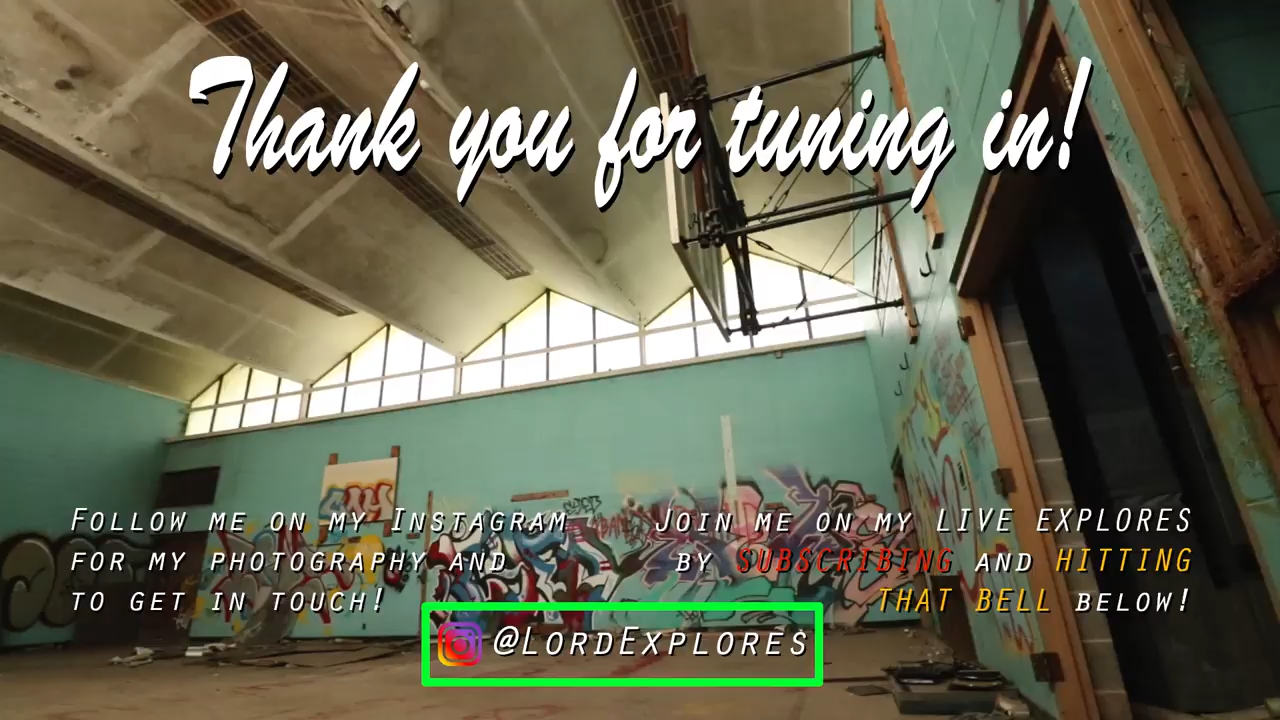 Thank you for tuning in!
Follow me on my Instagram
for my photography and
to get in touch!
Join me on my LIVE EXPLORES
by SUBSCRIBING and HITTING
THAT BELL below!
@LordExplores